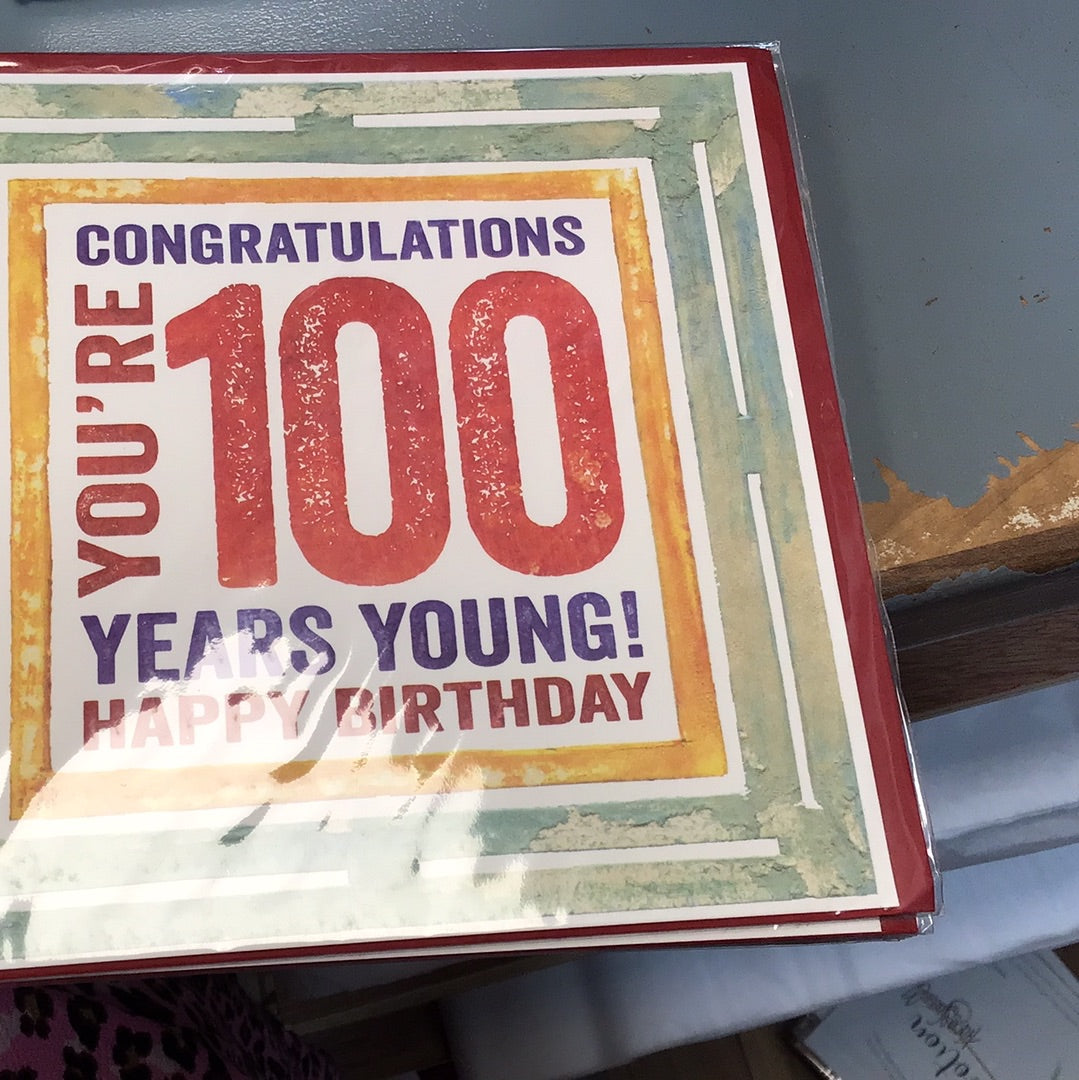 CONGRATULATIONS
YOU'RE
100
YEARS YOUNG!
HAPPY BIRTHDAY